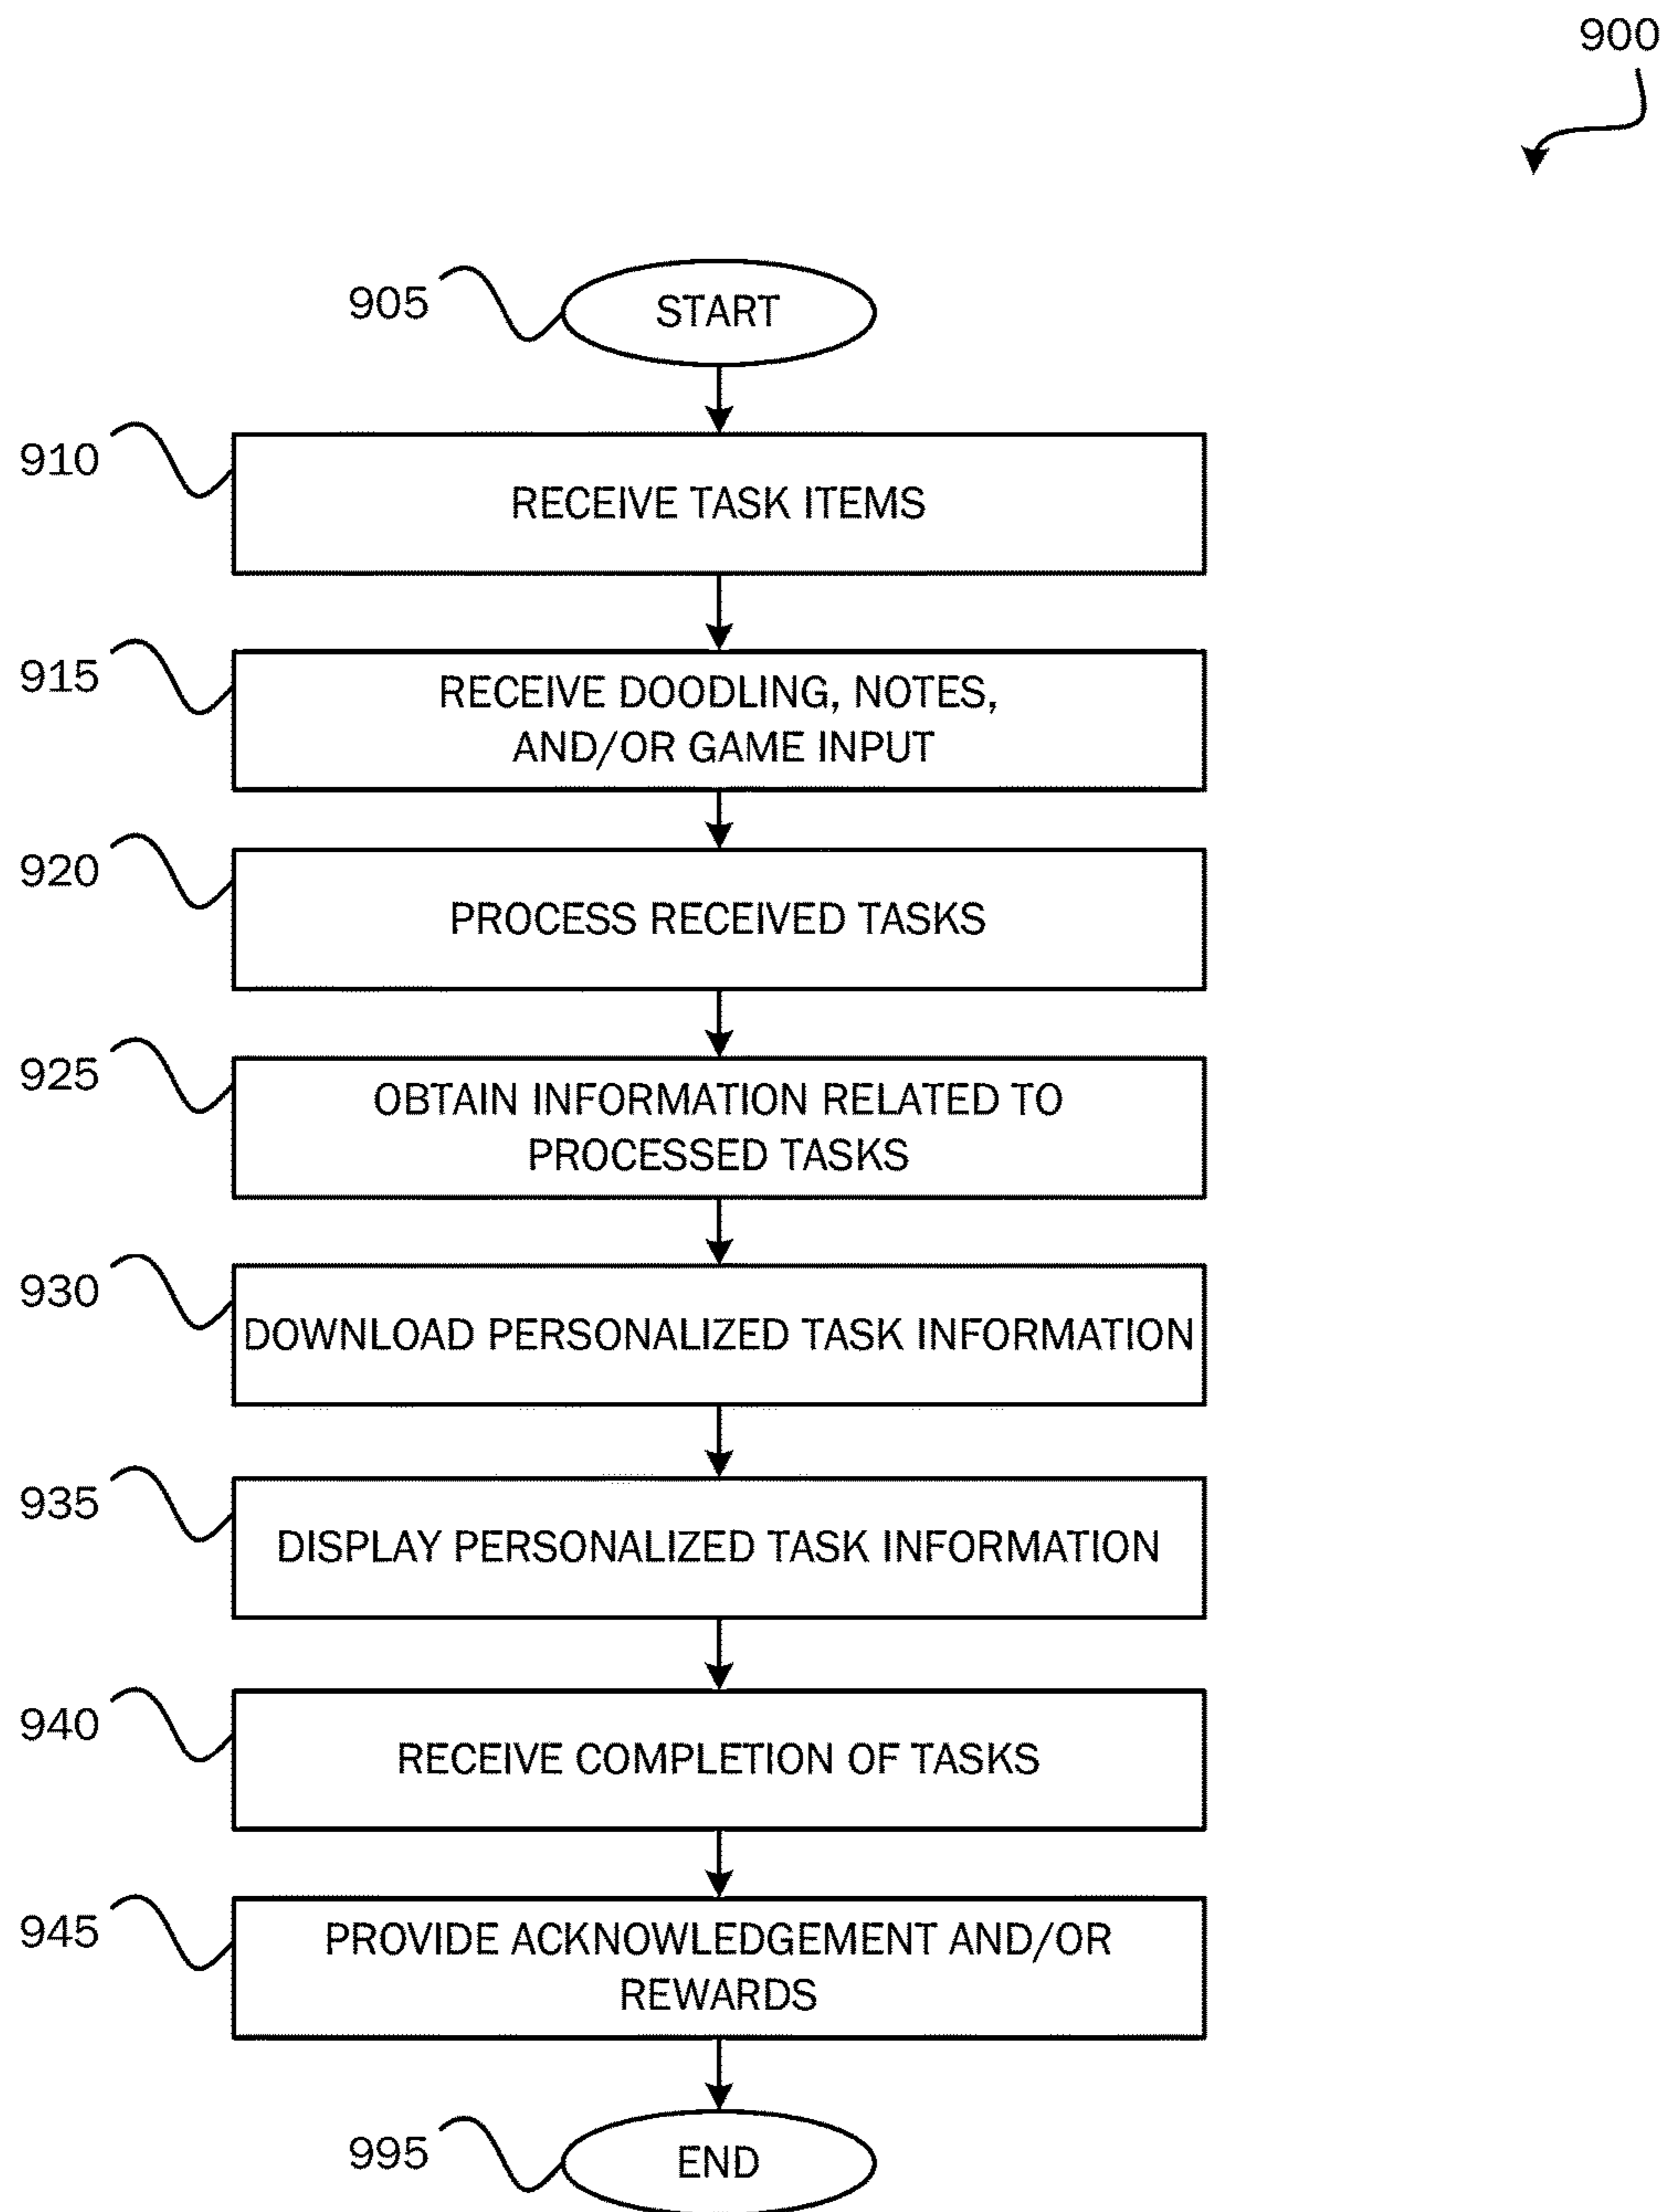 900
905
START
910
RECEIVE TASK ITEMS
915
RECEIVE DOODLING, NOTES,
AND/OR GAME INPUT
920
PROCESS RECEIVED TASKS
925
OBTAIN INFORMATION RELATED TO
PROCESSED TASKS
930
DOWNLOAD PERSONALIZED TASK INFORMATION
935
DISPLAY PERSONALIZED TASK INFORMATION
940
RECEIVE COMPLETION OF TASKS
945
PROVIDE ACKNOWLEDGEMENT AND/OR
REWARDS
995
END